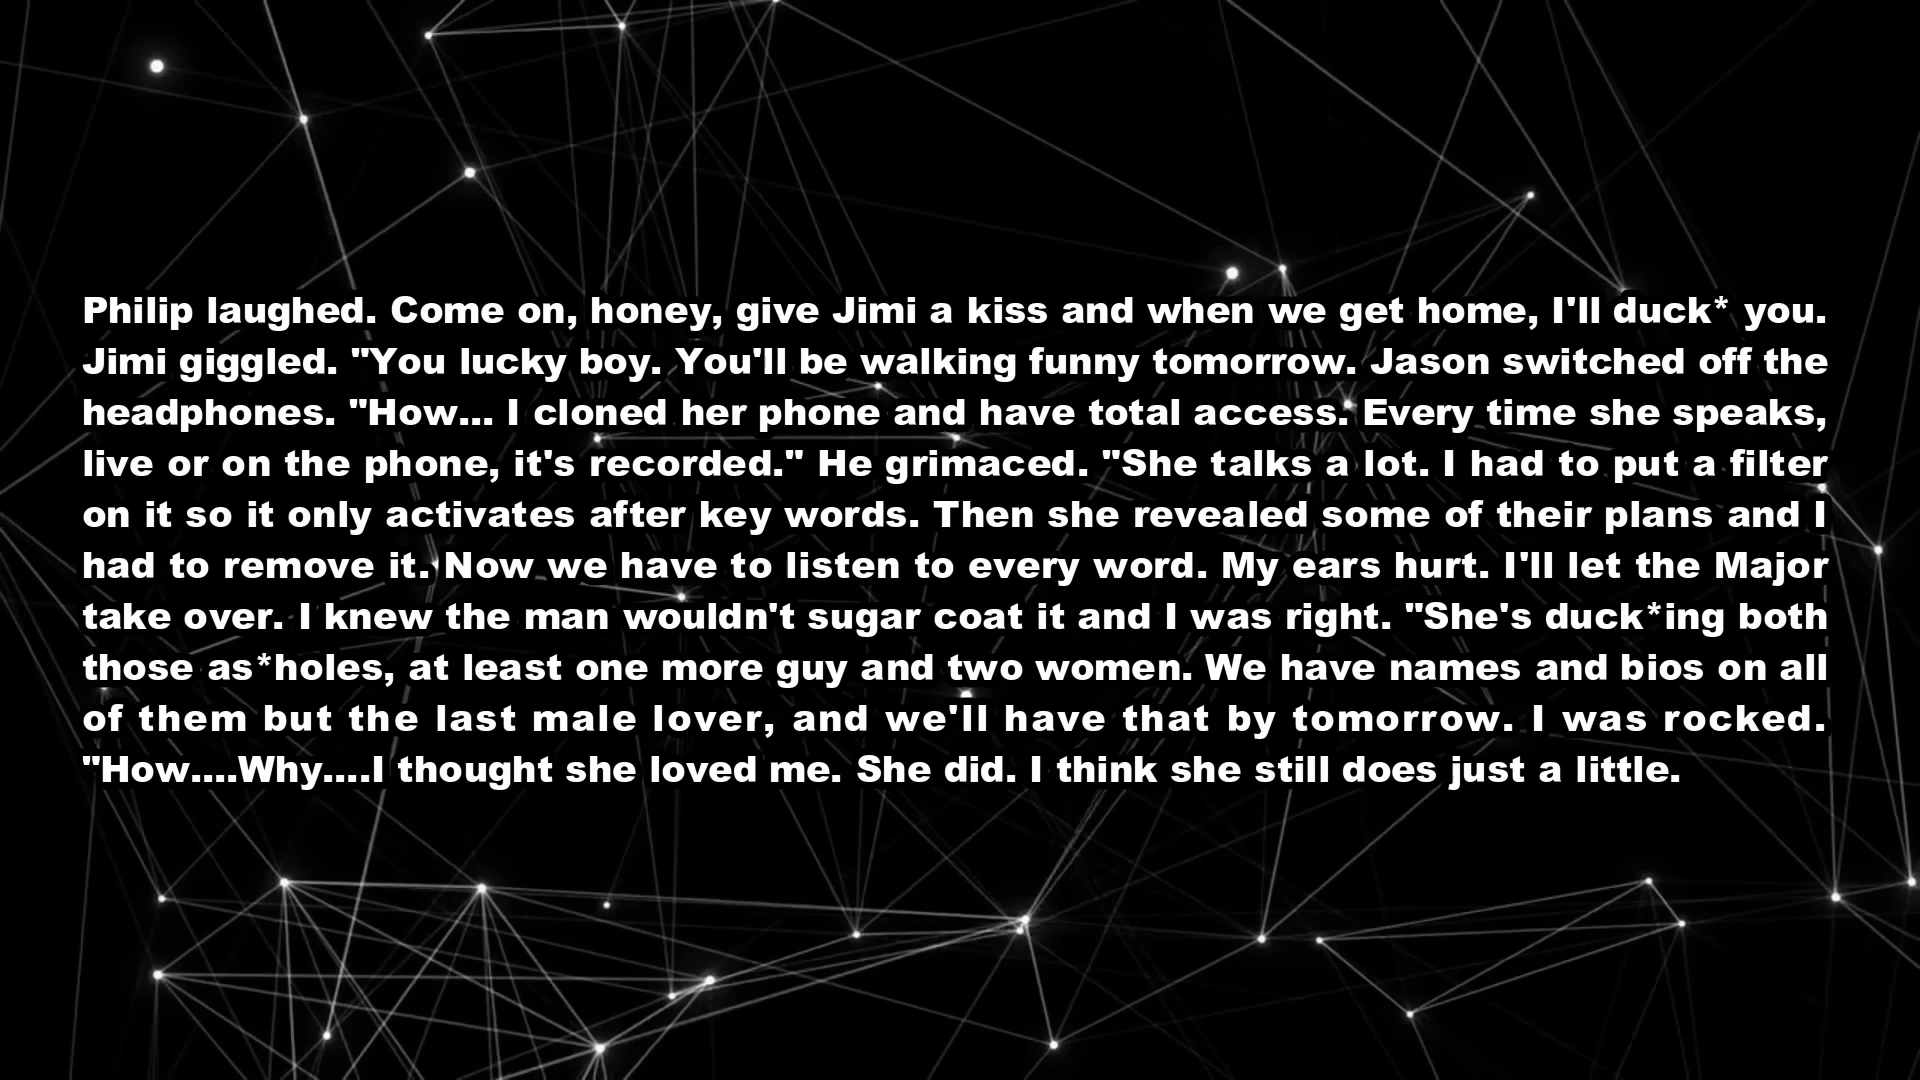 Philip laughed. Come on, honey, give Jimi a kiss and when we get home, I'll duck* you.
Jimi giggled. "You lucky boy. You'll be walking funny tomorrow. Jason switched off the
headphones. "How... I cloned her phone and have total access. Every time she speaks,
live or on the phone, it's recorded." He grimaced. "She talks a lot. I had to put a filter
on it so it only activates after key words. Then she revealed some of their plans and I
had to remove it. Now we have to listen to every word. My ears hurt. I'll let the Major
take over. I knew the man wouldn't sugar coat it and I was right. "She's duck*ing both
those as*holes, at least one more guy and two women. We have names and bios on all
of them but the last male lover, and we'll have that by tomorrow. I was rocked.
"How....Why....I thought she loved me. She did. I think she still does just a little.